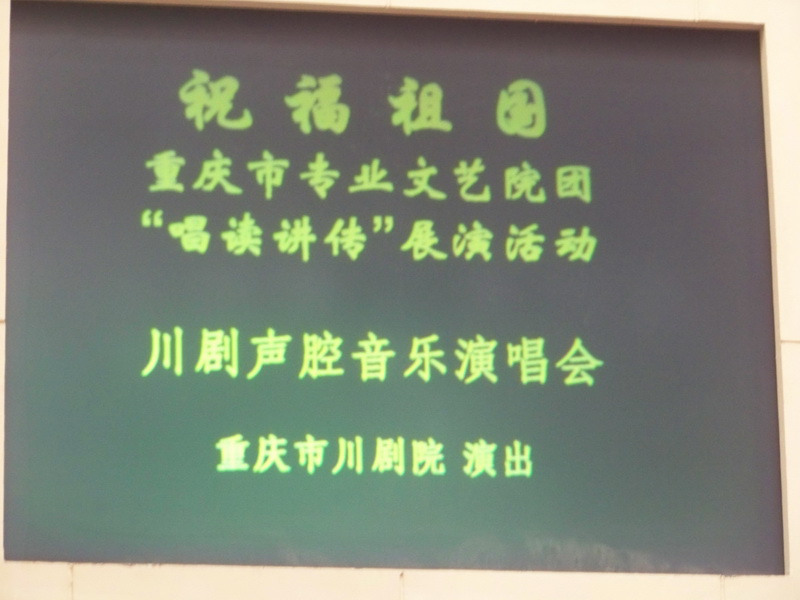 祝福祖国
重庆市专业文艺院团
“唱读讲传”展演活动
川剧声腔音乐演唱会
重庆市川剧院 演出